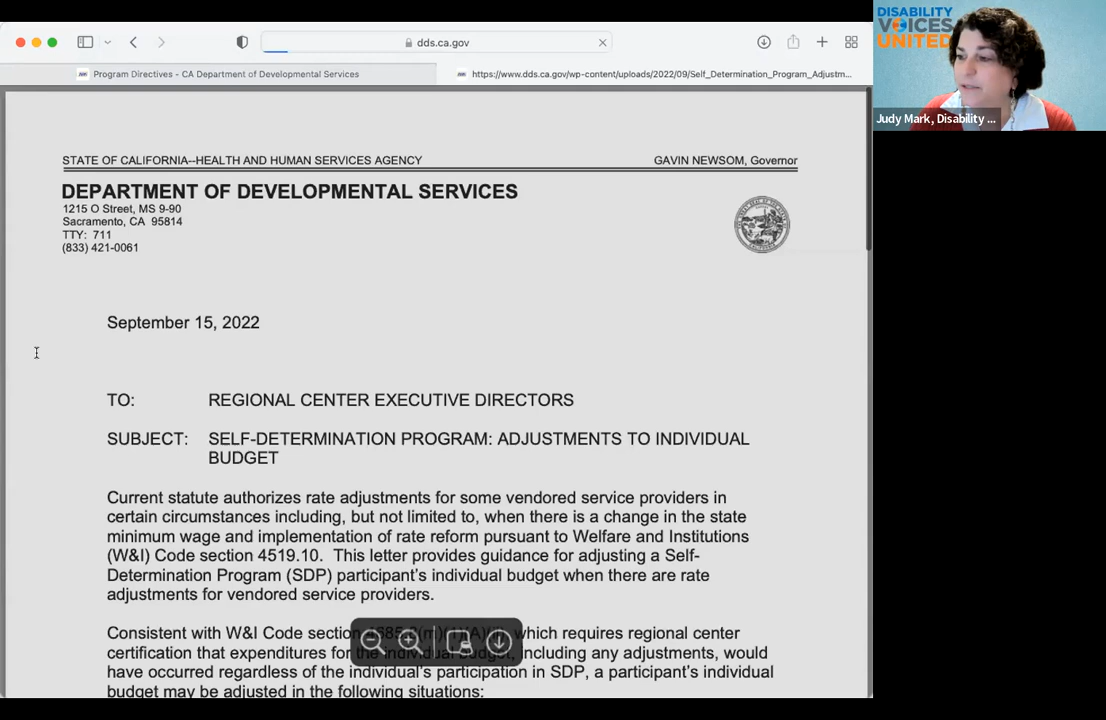 DISABILITY
VOICES
UNITED
dds.ca.gov
Program Directives - CA Department of Developmental Services
https://www.dds.ca.gov/wp-content/uploads/2022/09/Self_Determination_Program_Adjustm...
Judy Mark, Disability ...
STATE OF CALIFORNIA--HEALTH AND HUMAN SERVICES AGENCY
GAVIN NEWSOM, Governor
DEPARTMENT OF DEVELOPMENTAL SERVICES
1215 O Street, MS 9-90
Sacramento, CA 95814
TTY: 711
(833) 421-0061
September 15, 2022
TO: REGIONAL CENTER EXECUTIVE DIRECTORS
SUBJECT: SELF-DETERMINATION PROGRAM: ADJUSTMENTS TO INDIVIDUAL
BUDGET
Current statute authorizes rate adjustments for some vendored service providers in
certain circumstances including, but not limited to, when there is a change in the state
minimum wage and implementation of rate reform pursuant to Welfare and Institutions
(W&I) Code section 4519.10. This letter provides guidance for adjusting a Self-
Determination Program (SDP) participant's individual budget when there are rate
adjustments for vendored service providers.
Consistent with W&I Code section which requires regional center
certification that expenditures for the individual budget, including any adjustments, would
have occurred regardless of the individual's participation in SDP, a participant's individual
budget may be adjusted in the following situations: